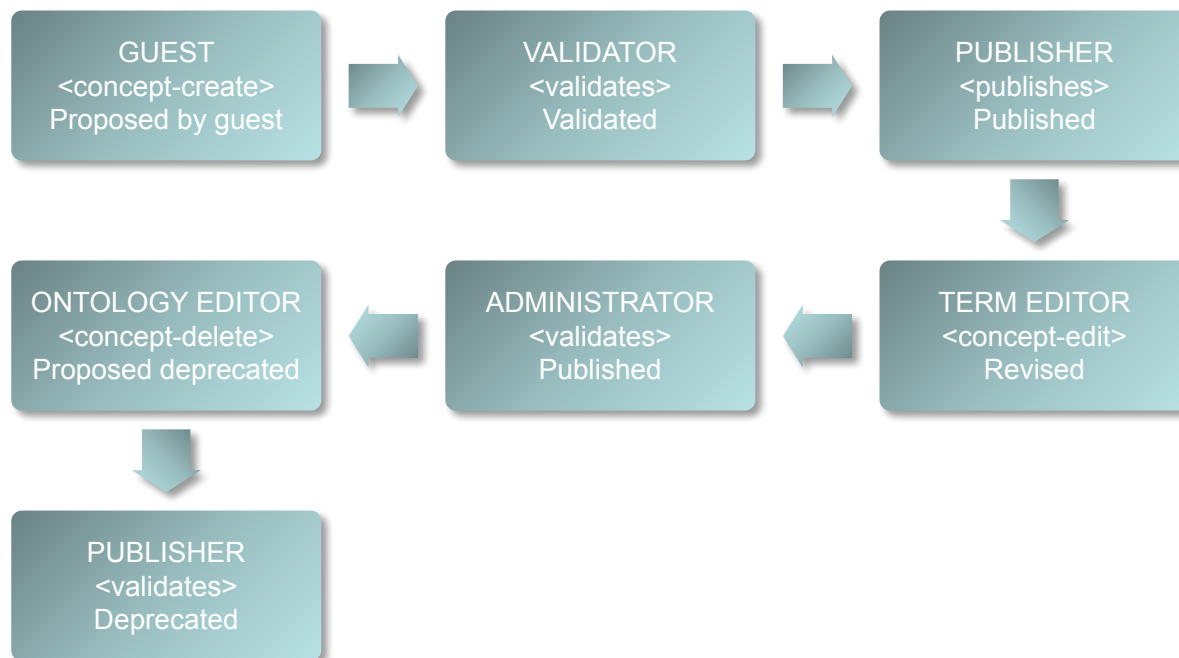 GUEST
<concept-create>
Proposed by guest
VALIDATOR
<validates>
Validated
PUBLISHER
<publishes>
Published
TERM EDITOR
<concept-edit>
Revised
ADMINISTRATOR
<validates>
Published
ONTOLOGY EDITOR
<concept-delete>
Proposed deprecated
PUBLISHER
<validates>
Deprecated